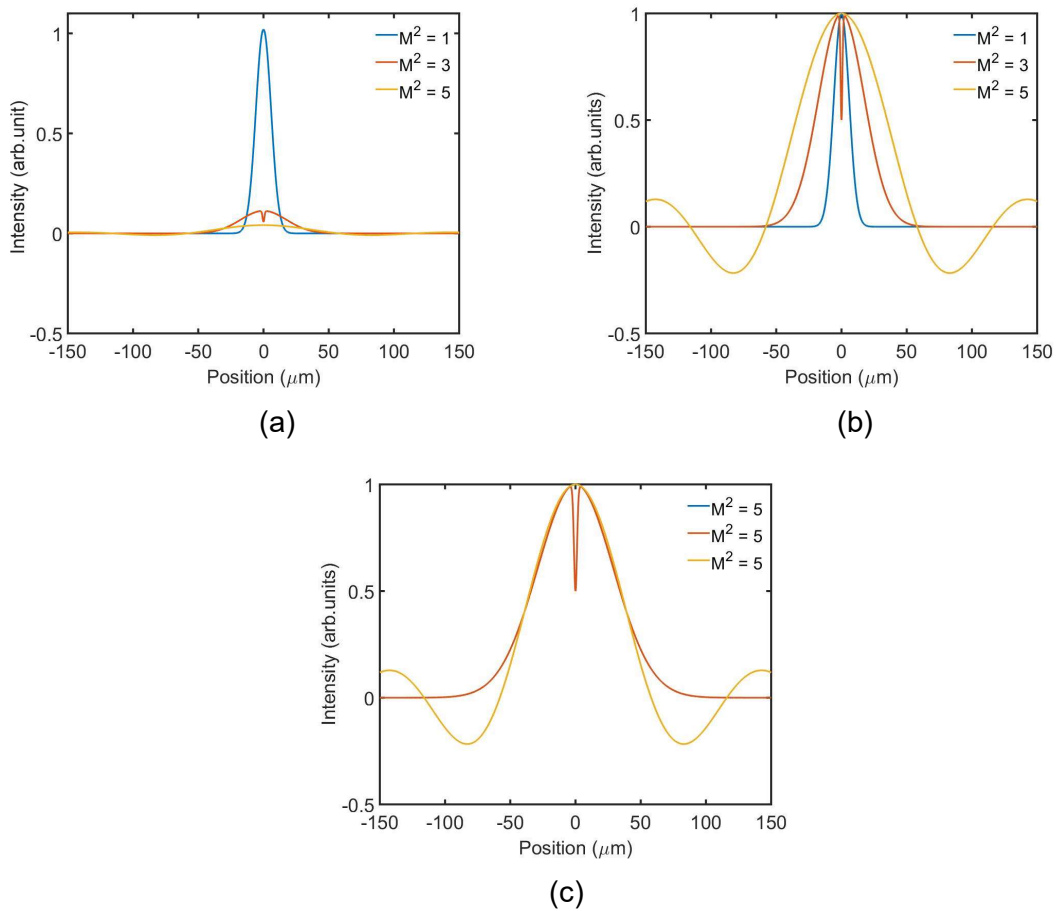 1
0.5
0
-0.5
-150 -100 -50 0 50 100 150
Position (μm)
Intensity (arb.unit)
M² = 1
M² = 3
M² = 5
(a)
1
0.5
0
-0.5
-150 -100 -50 0 50 100 150
Position (μm)
Intensity (arb.units)
M² = 1
M² = 3
M² = 5
(b)
1
0.5
0
-0.5
-150 -100 -50 0 50 100 150
Position (μm)
Intensity (arb.units)
M² = 5
M² = 5
M² = 5
(c)